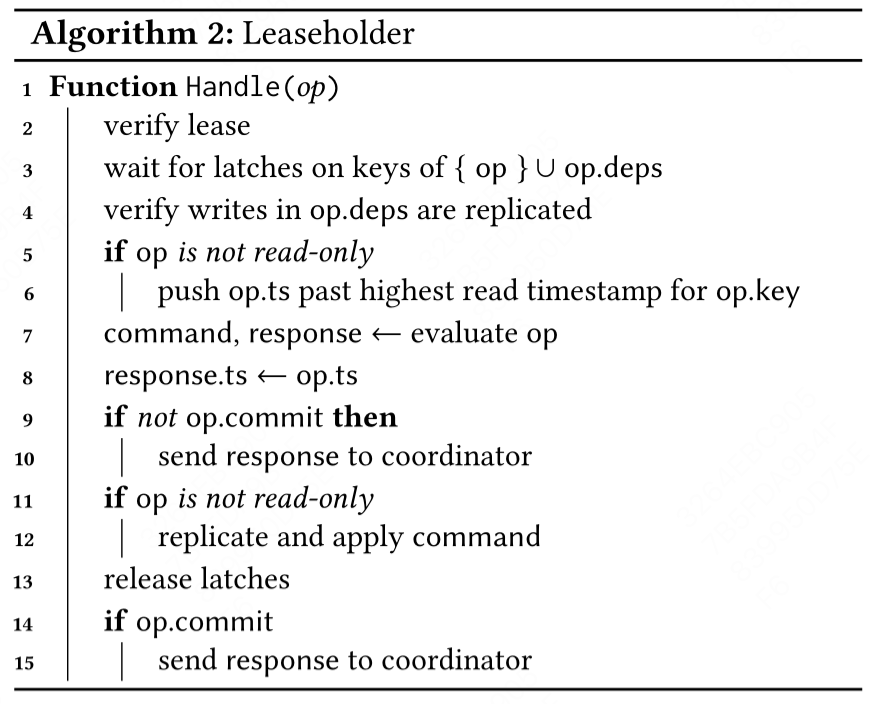 Algorithm 2: Leaseholder
1 Function Handle(op)
2 verify lease
3 wait for latches on keys of { op } ∪ op.deps
4 verify writes in op.deps are replicated
5 if op is not read-only
6 push op.ts past highest read timestamp for op.key
7 command, response ← evaluate op
8 response.ts ← op.ts
9 if not op.commit then
10 send response to coordinator
11 if op is not read-only
12 replicate and apply command
13 release latches
14 if op.commit
15 send response to coordinator